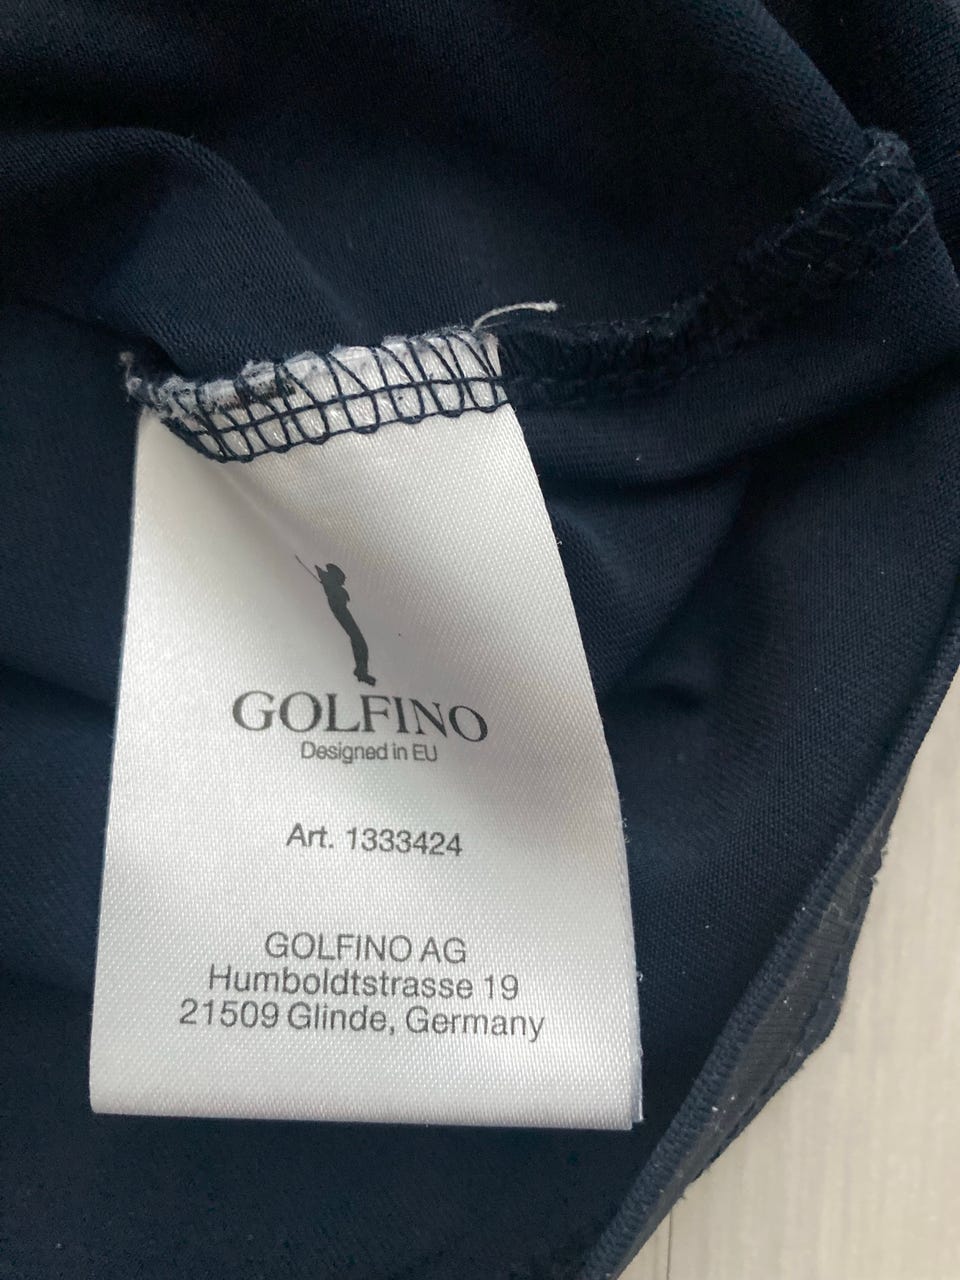 GOLFINO
Designed in EU
Art. 1333424
GOLFINO AG
Humboldtstrasse 19
21509 Glinde, Germany